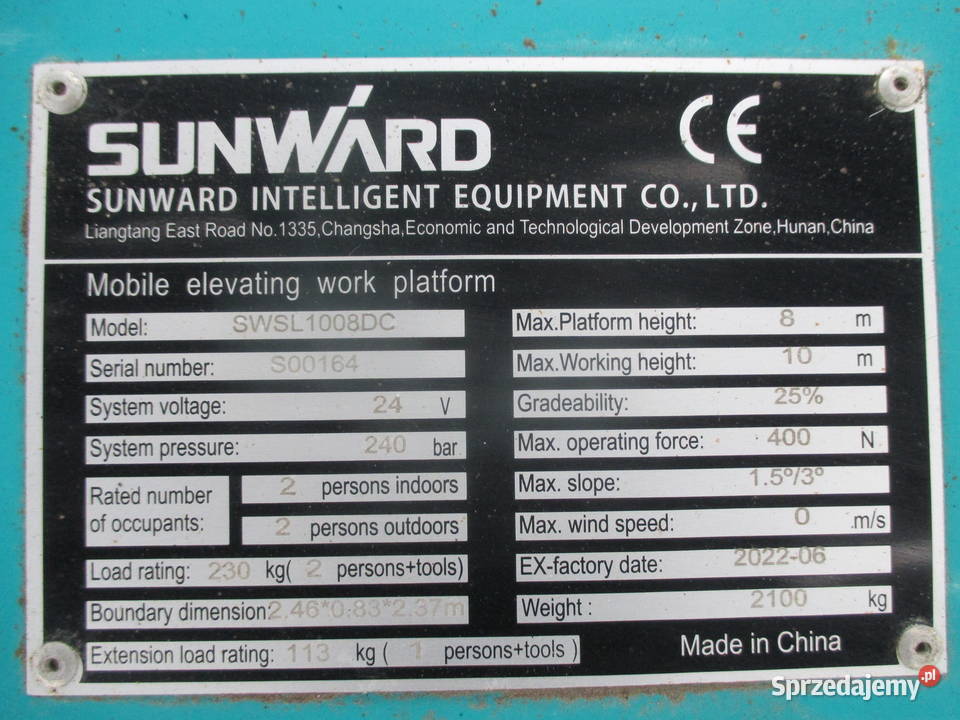 SUNWARD
CE
SUNWARD INTELLIGENT EQUIPMENT CO., LTD.
Liangtang East Road No.1335,Changsha,Economic and Technological Development Zone,Hunan,China
Mobile elevating work platform
Model: SWSL1008DC
Serial number: S00164
System voltage: 24 V
System pressure: 240 bar
Rated number of occupants:
2 persons indoors
2 persons outdoors
Load rating: 230 kg( 2 persons+tools)
Boundary dimension:2.46*0.83*2.37m
Extension load rating: 113 kg ( 1 persons+tools )
Max.Platform height: 8 m
Max.Working height: 10 m
Gradeability: 25%
Max. operating force: 400 N
Max. slope: 1.5°/3°
Max. wind speed: 0 m/s
EX-factory date: 2022-06
Weight : 2100 kg
Made in China
Sprzedajemy.pl